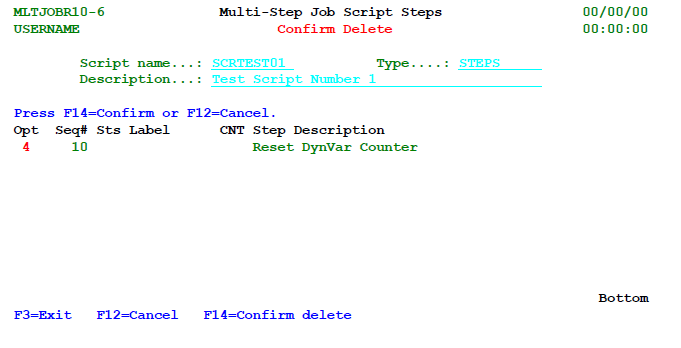 MLTJOBR10-6 Multi-Step Job Script Steps 00/00/00
USERNAME Confirm Delete 00:00:00
Script name...: SCRTEST01 Type....: STEPS
Description...: Test Script Number 1
Press F14=Confirm or F12=Cancel.
Opt Seq# Sts Label CNT Step Description
4 10 Reset DynVar Counter
Bottom
F3=Exit F12=Cancel F14=Confirm delete